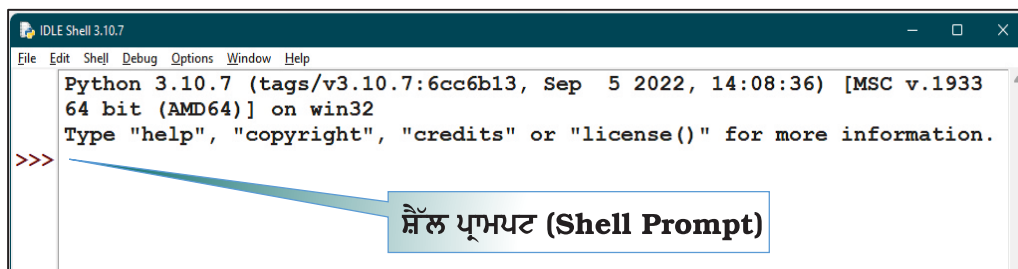 IDLE Shell 3.10.7
File Edit Shell Debug Options Window Help
Python 3.10.7 (tags/v3.10.7:6cc6b13, Sep  5 2022, 14:08:36) [MSC v.1933
64 bit (AMD64)] on win32
Type "help", "copyright", "credits" or "license()" for more information.
>>>
ਸ਼ੈੱਲ ਪ੍ਰਾਮਪਟ (Shell Prompt)